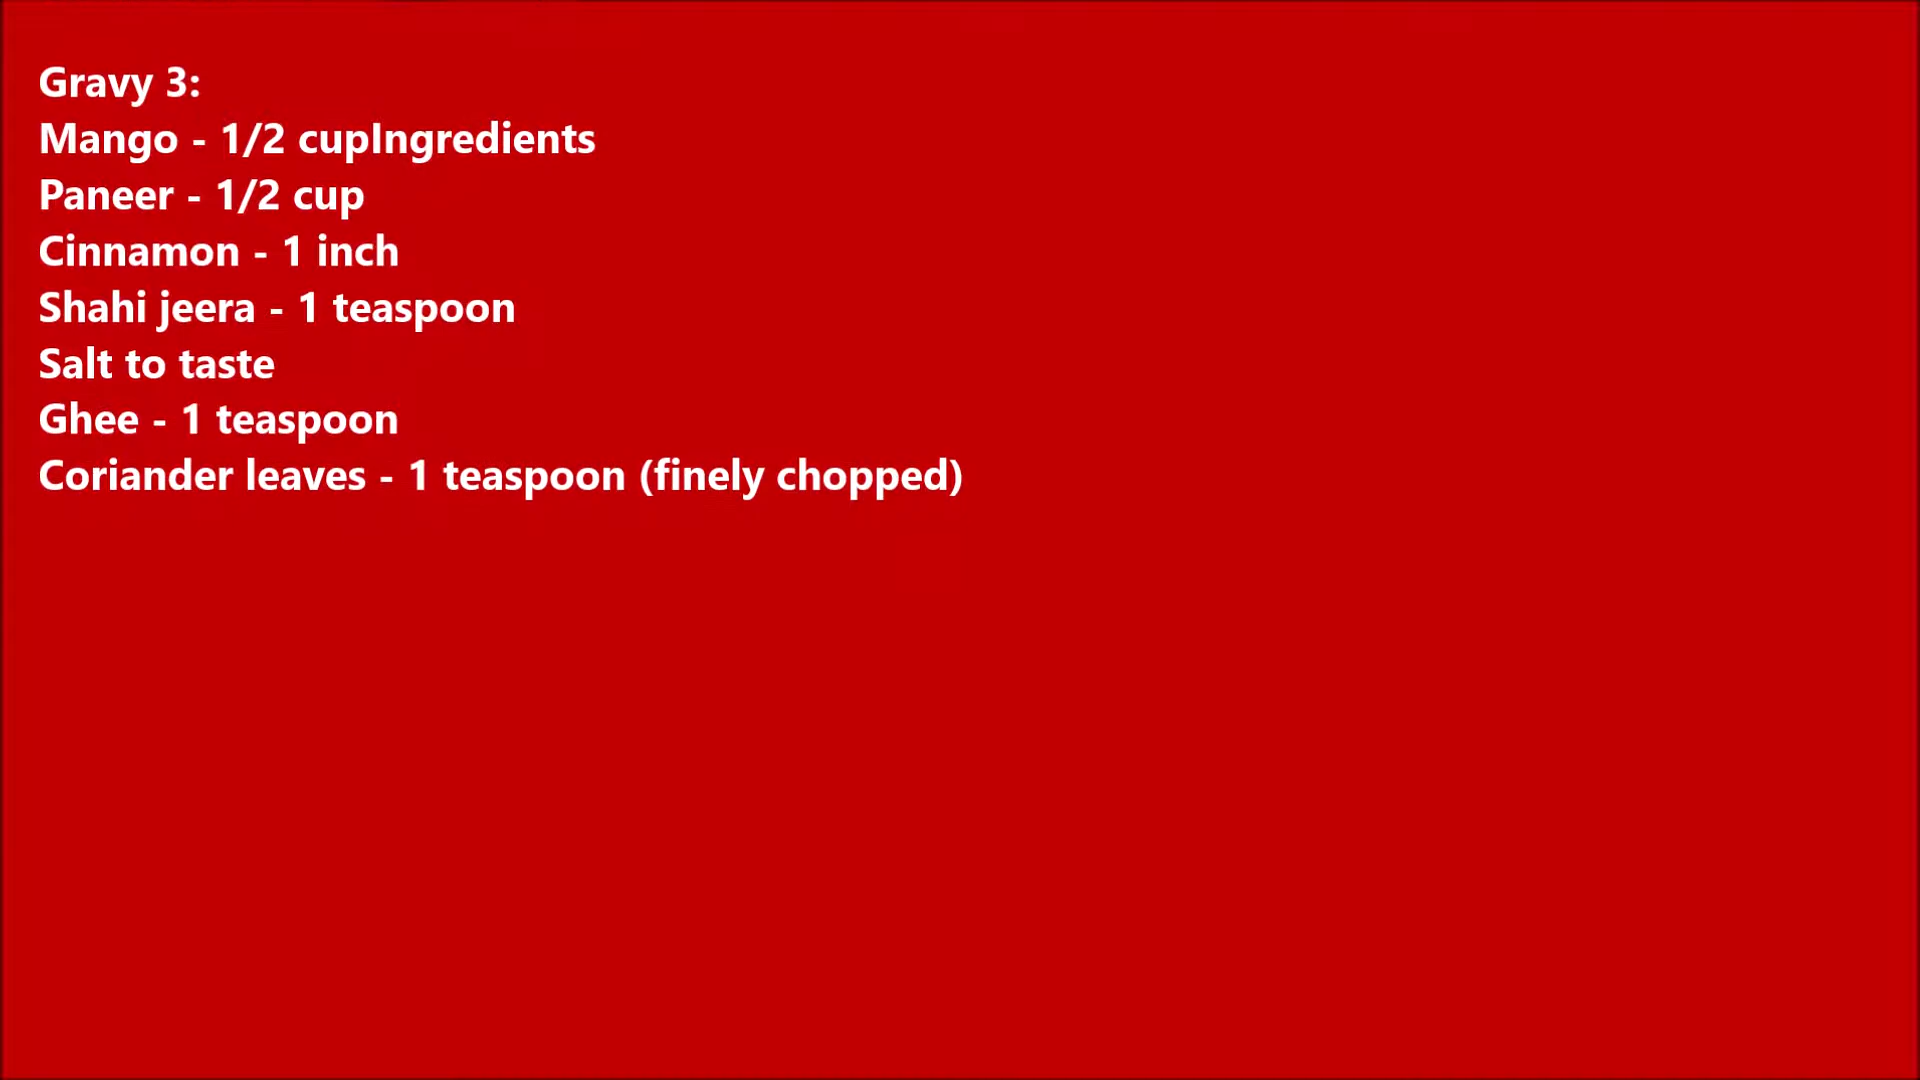 Gravy 3:
Mango - 1/2 cupIngredients
Paneer - 1/2 cup
Cinnamon - 1 inch
Shahi jeera - 1 teaspoon
Salt to taste
Ghee - 1 teaspoon
Coriander leaves - 1 teaspoon (finely chopped)